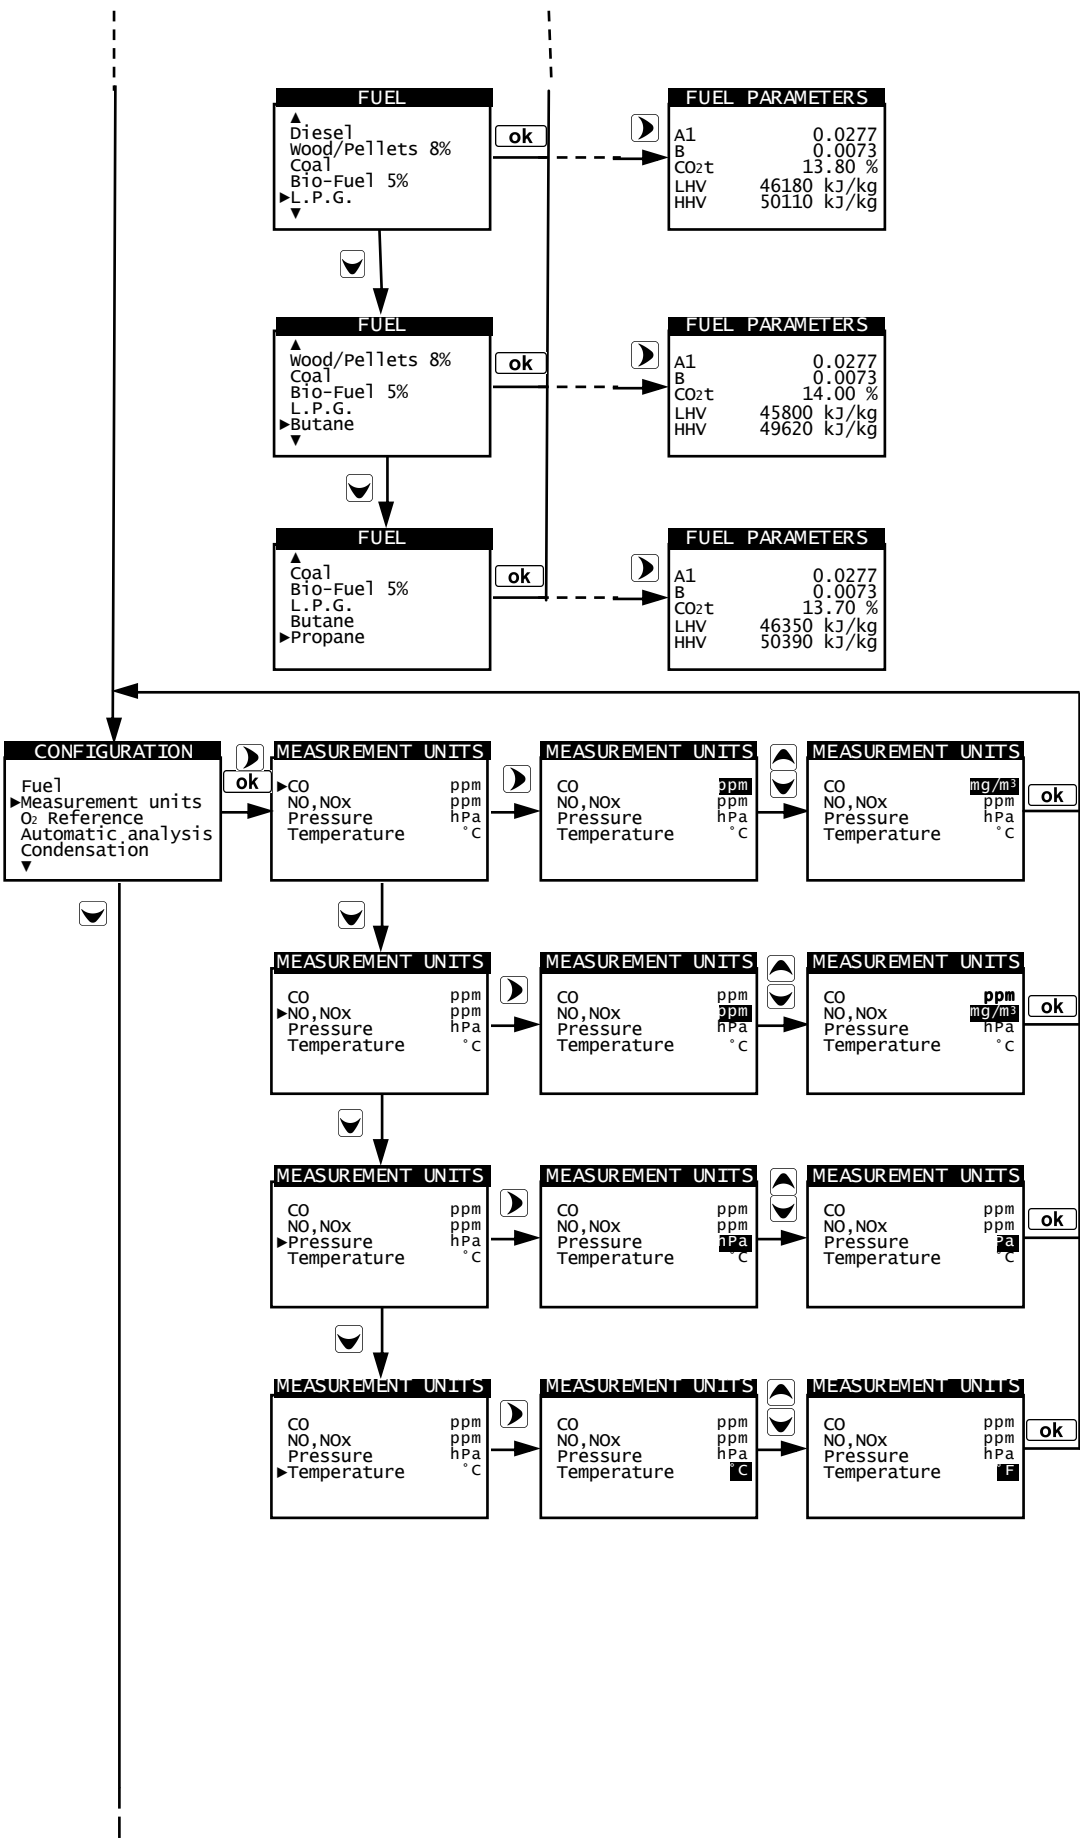 FUEL
▲
Diesel
Wood/Pellets 8%
Coal
Bio-Fuel 5%
►L.P.G.
▼
ok
FUEL PARAMETERS
A1 0.0277
B 0.0073
CO2t 13.80 %
LHV 46180 kJ/kg
HHV 50110 kJ/kg
FUEL
▲
Wood/Pellets 8%
Coal
Bio-Fuel 5%
L.P.G.
►Butane
▼
ok
FUEL PARAMETERS
A1 0.0277
B 0.0073
CO2t 14.00 %
LHV 45800 kJ/kg
HHV 49620 kJ/kg
FUEL
▲
Coal
Bio-Fuel 5%
L.P.G.
Butane
►Propane
ok
FUEL PARAMETERS
A1 0.0277
B 0.0073
CO2t 13.70 %
LHV 46350 kJ/kg
HHV 50390 kJ/kg
CONFIGURATION
Fuel
►Measurement units
O2 Reference
Automatic analysis
Condensation
▼
ok
MEASUREMENT UNITS
►CO ppm
NO,NOx ppm
Pressure hPa
Temperature °C
MEASUREMENT UNITS
CO ppm
NO,NOx ppm
Pressure hPa
Temperature °C
MEASUREMENT UNITS
CO mg/m³
NO,NOx ppm
Pressure hPa
Temperature °C
ok
MEASUREMENT UNITS
CO ppm
►NO,NOx ppm
Pressure hPa
Temperature °C
MEASUREMENT UNITS
CO ppm
NO,NOx ppm
Pressure hPa
Temperature °C
MEASUREMENT UNITS
CO ppm
NO,NOx mg/m³
Pressure hPa
Temperature °C
ok
MEASUREMENT UNITS
CO ppm
NO,NOx ppm
►Pressure hPa
Temperature °C
MEASUREMENT UNITS
CO ppm
NO,NOx ppm
Pressure hPa
Temperature °C
MEASUREMENT UNITS
CO ppm
NO,NOx ppm
Pressure Pa
Temperature °C
ok
MEASUREMENT UNITS
CO ppm
NO,NOx ppm
Pressure hPa
►Temperature °C
MEASUREMENT UNITS
CO ppm
NO,NOx ppm
Pressure hPa
Temperature °C
MEASUREMENT UNITS
CO ppm
NO,NOx ppm
Pressure hPa
Temperature °F
ok